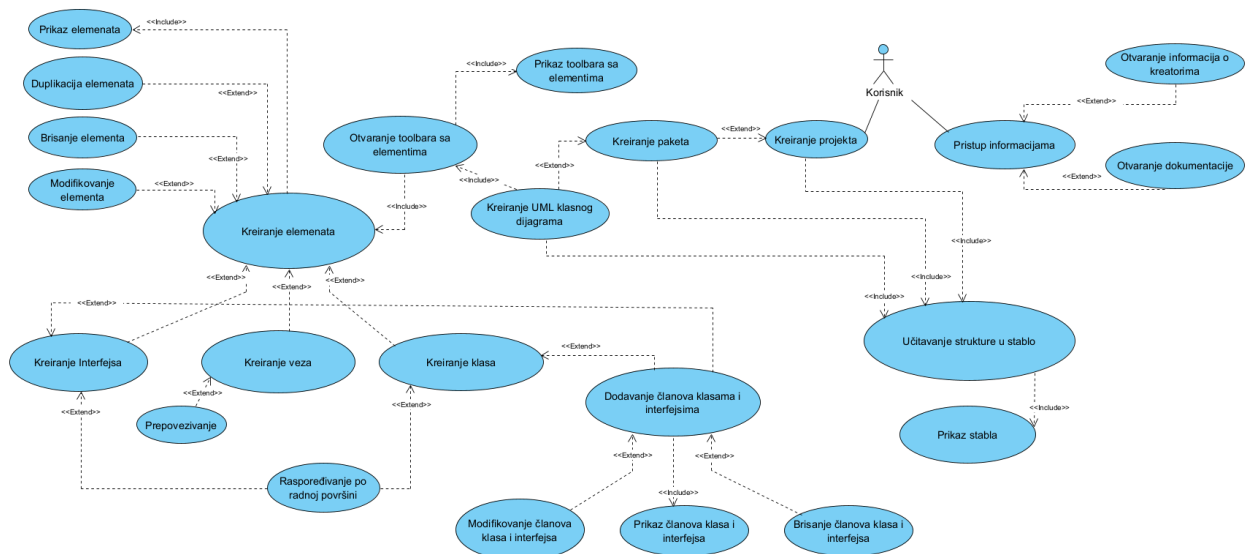 Prikaz elemenata
<<Include>>
Duplikacija elemenata
<<Extend>>
Brisanje elementa
<<Extend>>
Modifikovanje
elementa
<<Extend>>
Kreiranje elemenata
<<Include>>
Otvaranje toolbara sa
elementima
<<Include>>
Prikaz toolbara sa
elementima
<<Include>>
Kreiranje UML klasnog
dijagrama
<<Extend>>
Kreiranje paketa
<<Extend>>
Kreiranje projekta
Korisnik
Pristup informacijama
<<Extend>>
Otvaranje informacija o
kreatorima
<<Extend>>
Otvaranje dokumentacije
<<Include>>
<<Include>>
<<Include>>
Učitavanje strukture u stablo
<<Include>>
Prikaz stabla
<<Extend>>
<<Extend>>
<<Extend>>
<<Extend>>
Kreiranje Interfejsa
Kreiranje veza
Kreiranje klasa
<<Extend>>
<<Extend>>
Prepovezivanje
<<Extend>>
<<Extend>>
Raspoređivanje po
radnoj površini
Dodavanje članova klasama i
interfejsima
<<Extend>>
<<Include>>
<<Extend>>
Modifikovanje članova
klasa i interfejsa
Prikaz članova klasa i
interfejsa
Brisanje članova klasa i
interfejsa